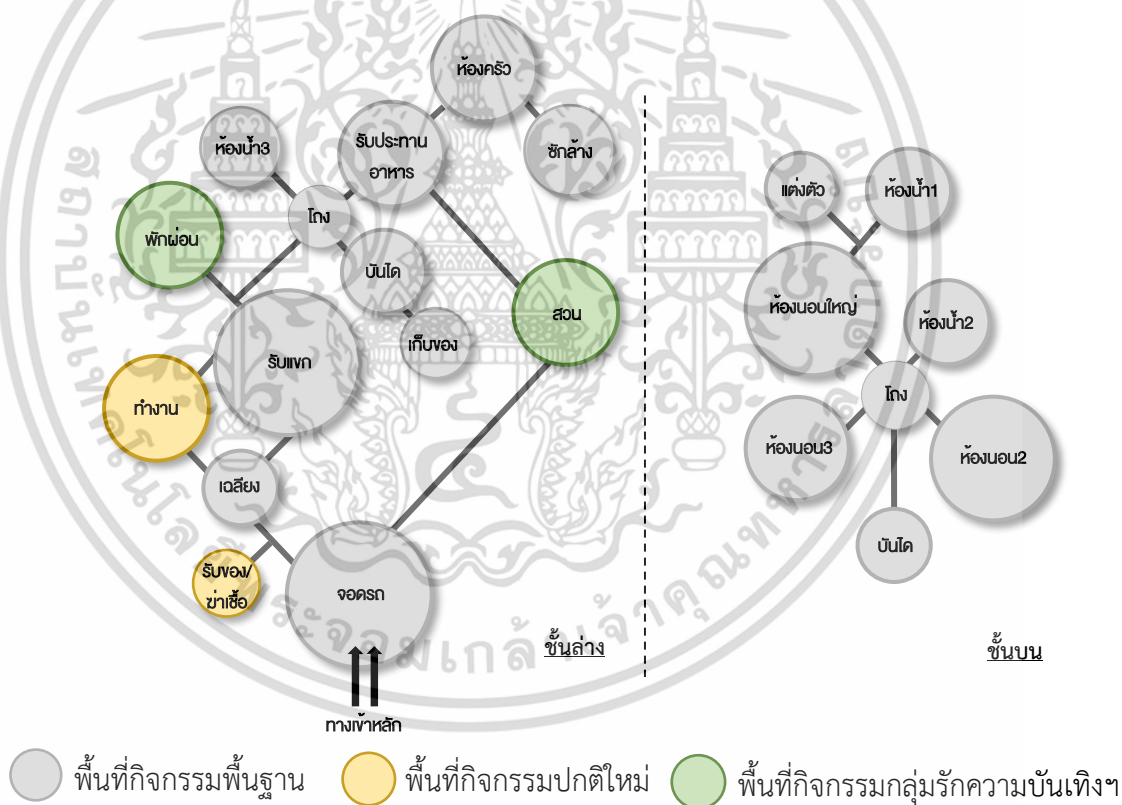 ห้องครัว
ห้องน้ำ3
รับประทาน
อาหาร
ซักล้าง
โถง
พักผ่อน
บันได
สวน
เก็บของ
รับแขก
ทำงาน
เฉลียง
รับของ/
ฆ่าเชื้อ
จอดรถ
ทางเข้าหลัก
ชั้นล่าง
แต่งตัว
ห้องน้ำ1
ห้องนอนใหญ่
ห้องน้ำ2
โถง
ห้องนอน3
ห้องนอน2
บันได
ชั้นบน
พื้นที่กิจกรรมพื้นฐาน
พื้นที่กิจกรรมปกติใหม่
พื้นที่กิจกรรมกลุ่มรักความบันเทิงฯ